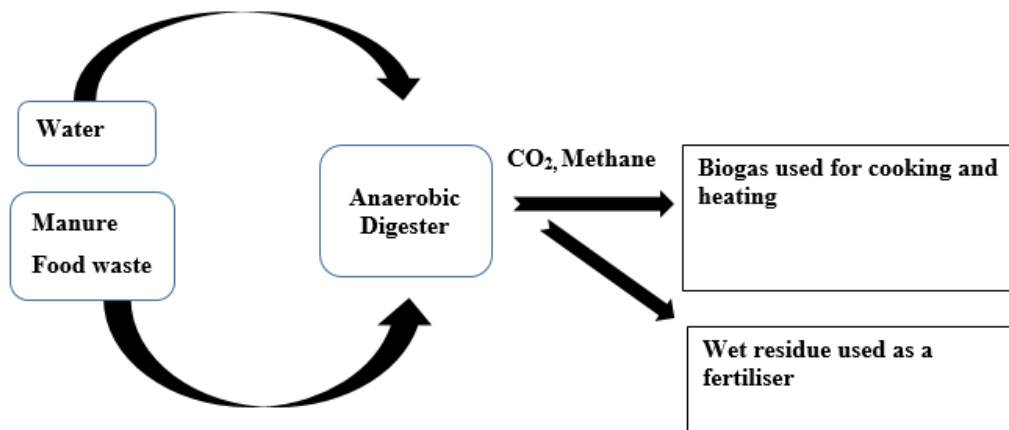 Water
Manure
Food waste
Anaerobic
Digester
CO₂, Methane
Biogas used for cooking and
heating
Wet residue used as a
fertiliser